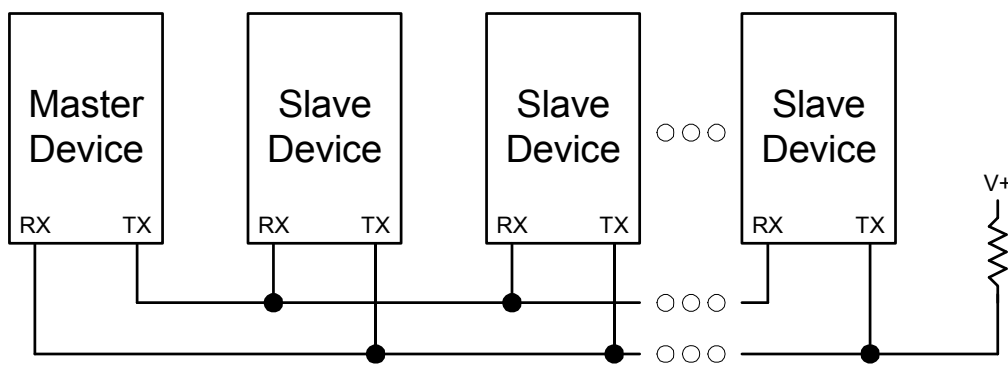 Master
Device
Slave
Device
Slave
Device
Slave
Device
V+
RX TX
RX TX
RX TX
RX TX